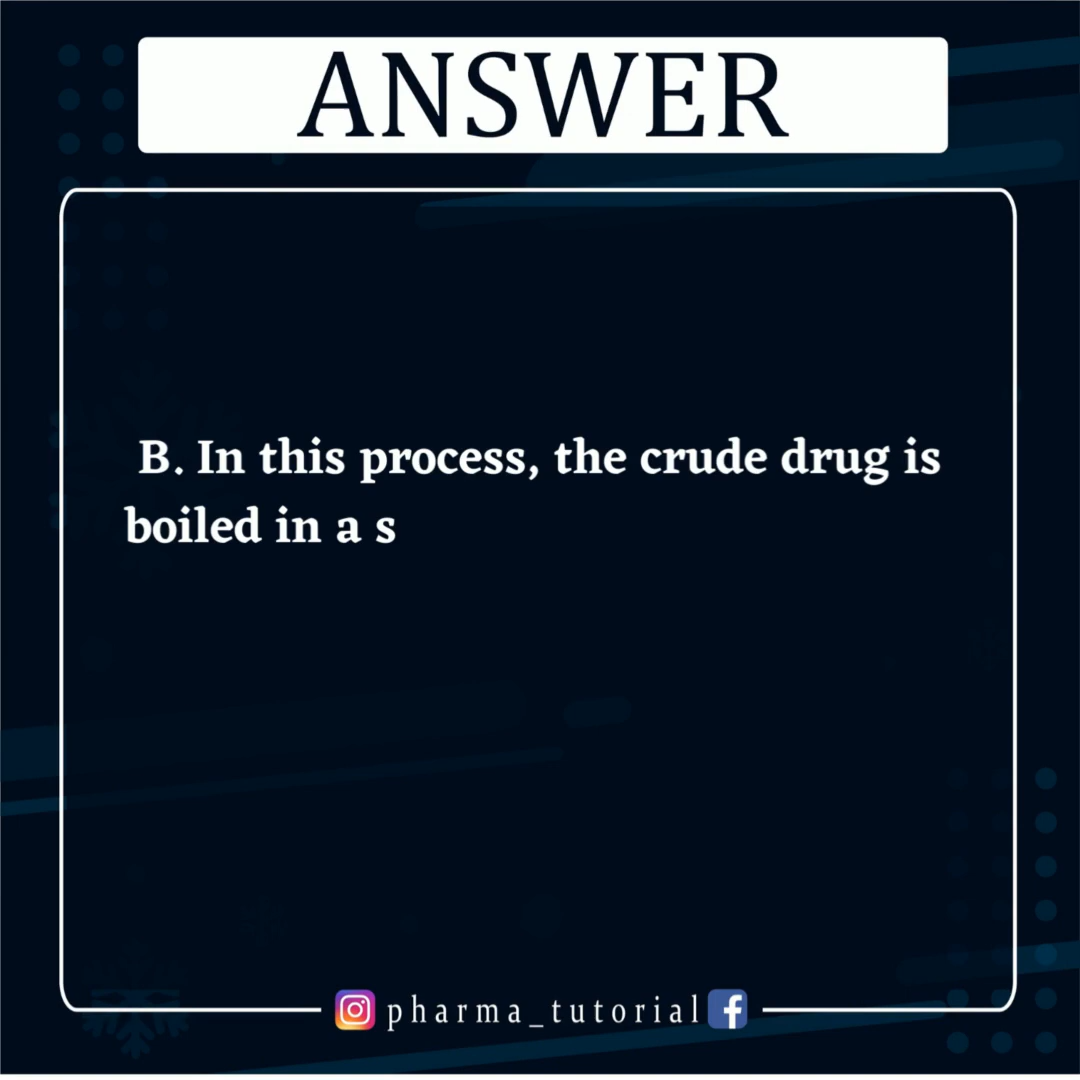 ANSWER
B. In this process, the crude drug is
boiled in a s
pharma_tutorial